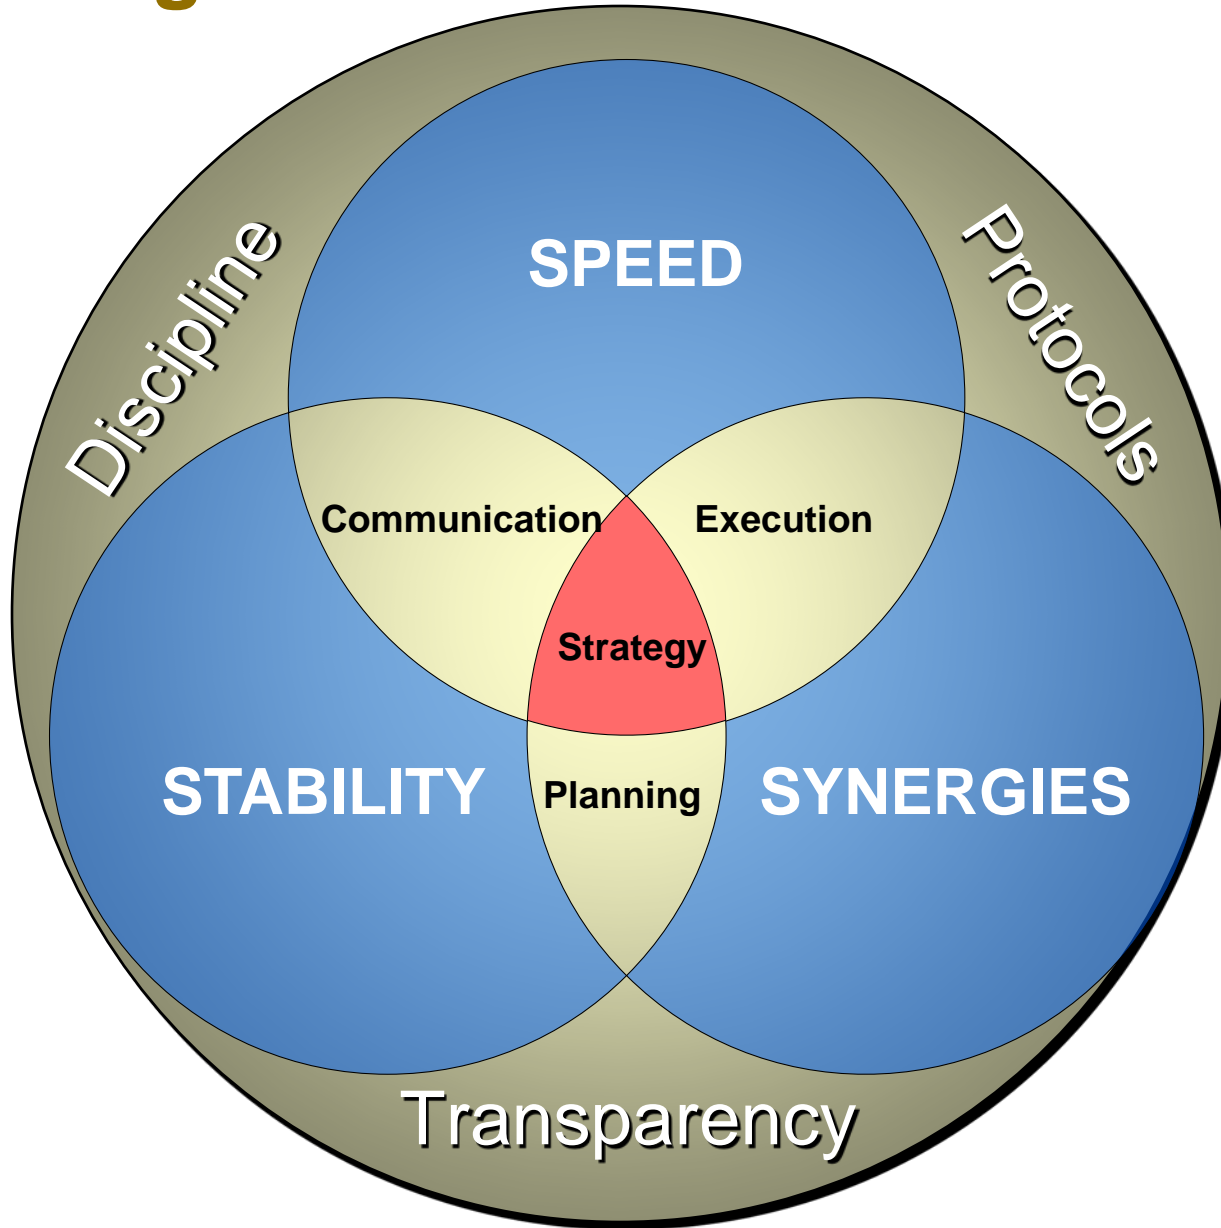 Discipline
Protocols
SPEED
Communication
Execution
Strategy
STABILITY
Planning
SYNERGIES
Transparency